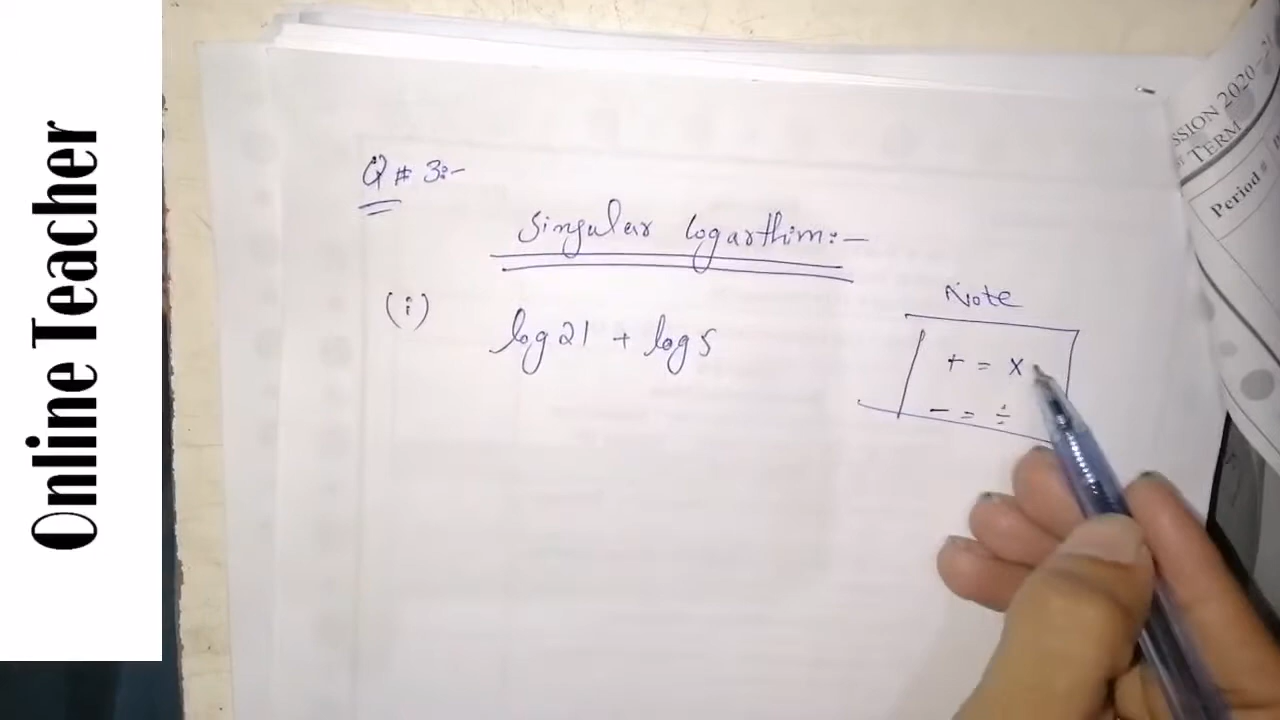 Online Teacher
Q # 3:-
Singular logarthim:-
(i) log 21 + log 5
Note
+ = ×
- = ÷
SSION 2020-2
TERM
Period #